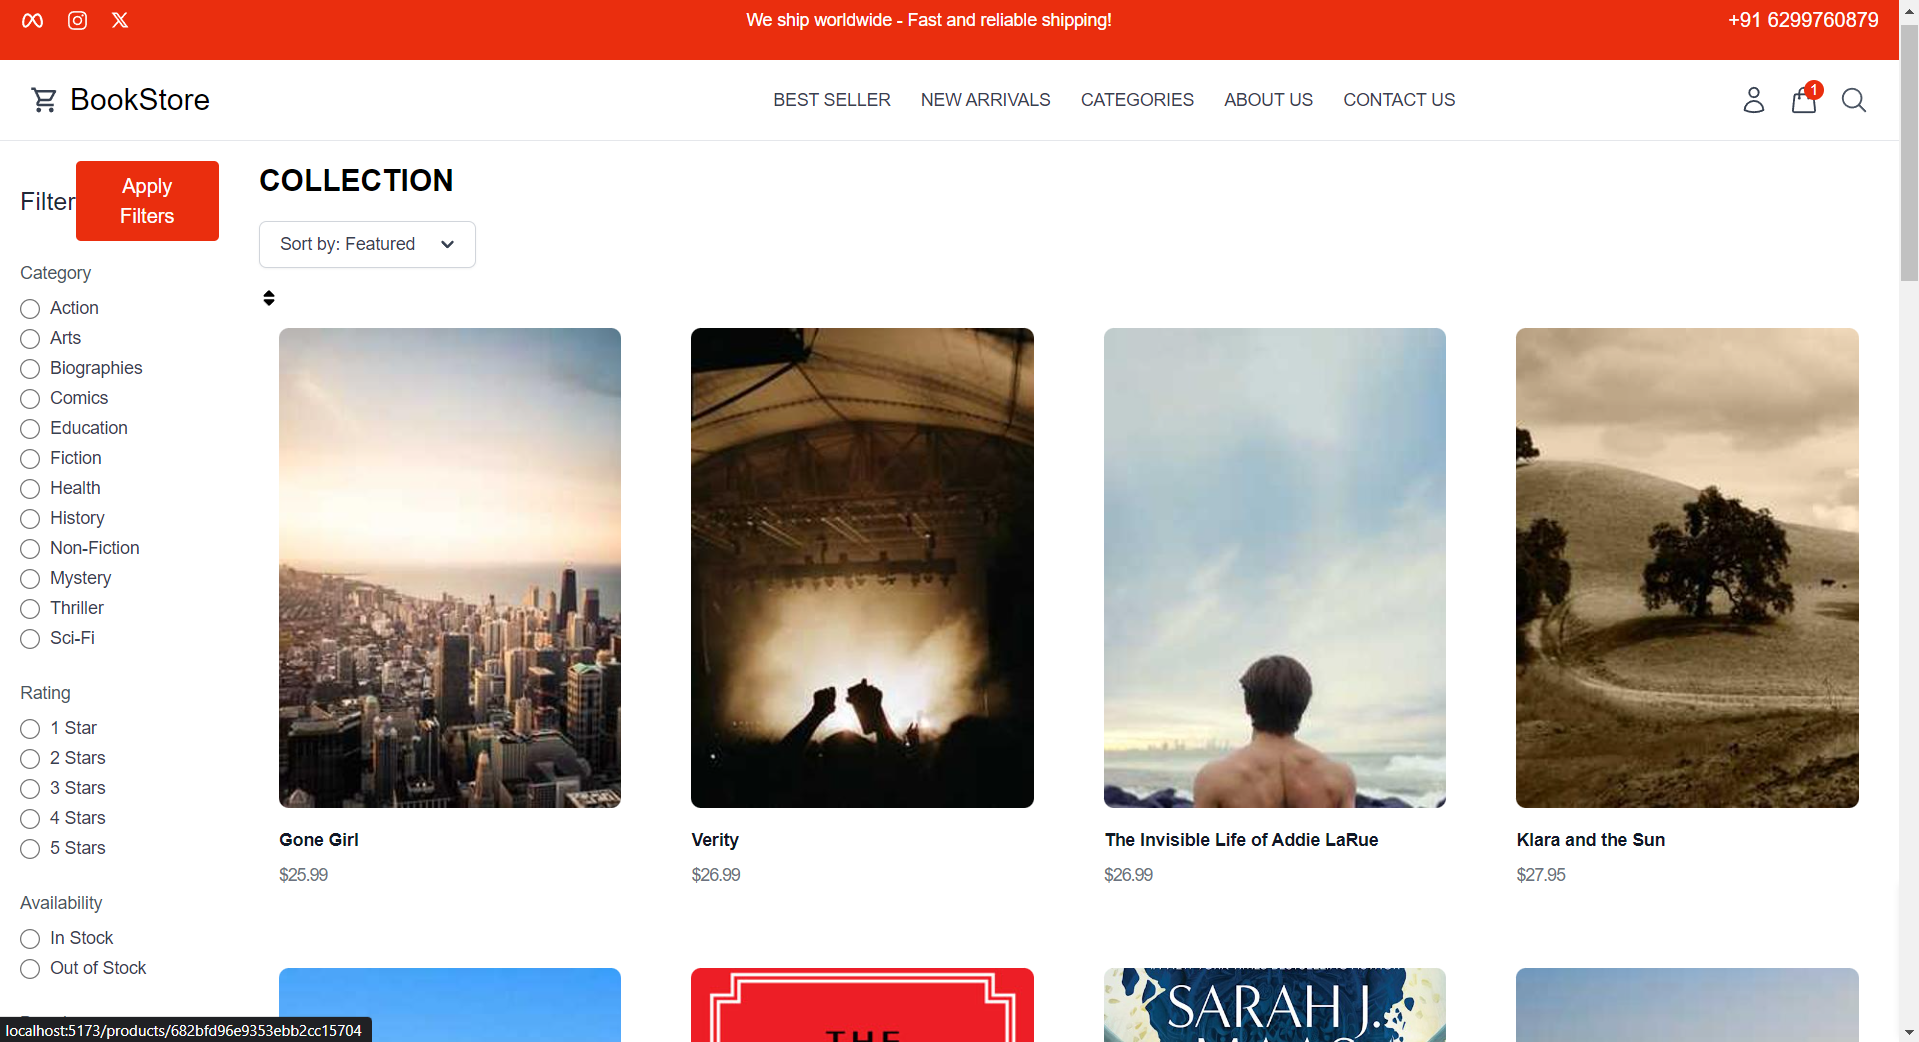 We ship worldwide - Fast and reliable shipping!
+91 6299760879
BookStore
BEST SELLER
NEW ARRIVALS
CATEGORIES
ABOUT US
CONTACT US
1
Filter
Apply
Filters
Category
Action
Arts
Biographies
Comics
Education
Fiction
Health
History
Non-Fiction
Mystery
Thriller
Sci-Fi
Rating
1 Star
2 Stars
3 Stars
4 Stars
5 Stars
Availability
In Stock
Out of Stock
COLLECTION
Sort by: Featured
Gone Girl
$25.99
Verity
$26.99
The Invisible Life of Addie LaRue
$26.99
Klara and the Sun
$27.95
THE
SARAH J.
MAAS
localhost:5173/products/682bfd96e9353ebb2cc15704